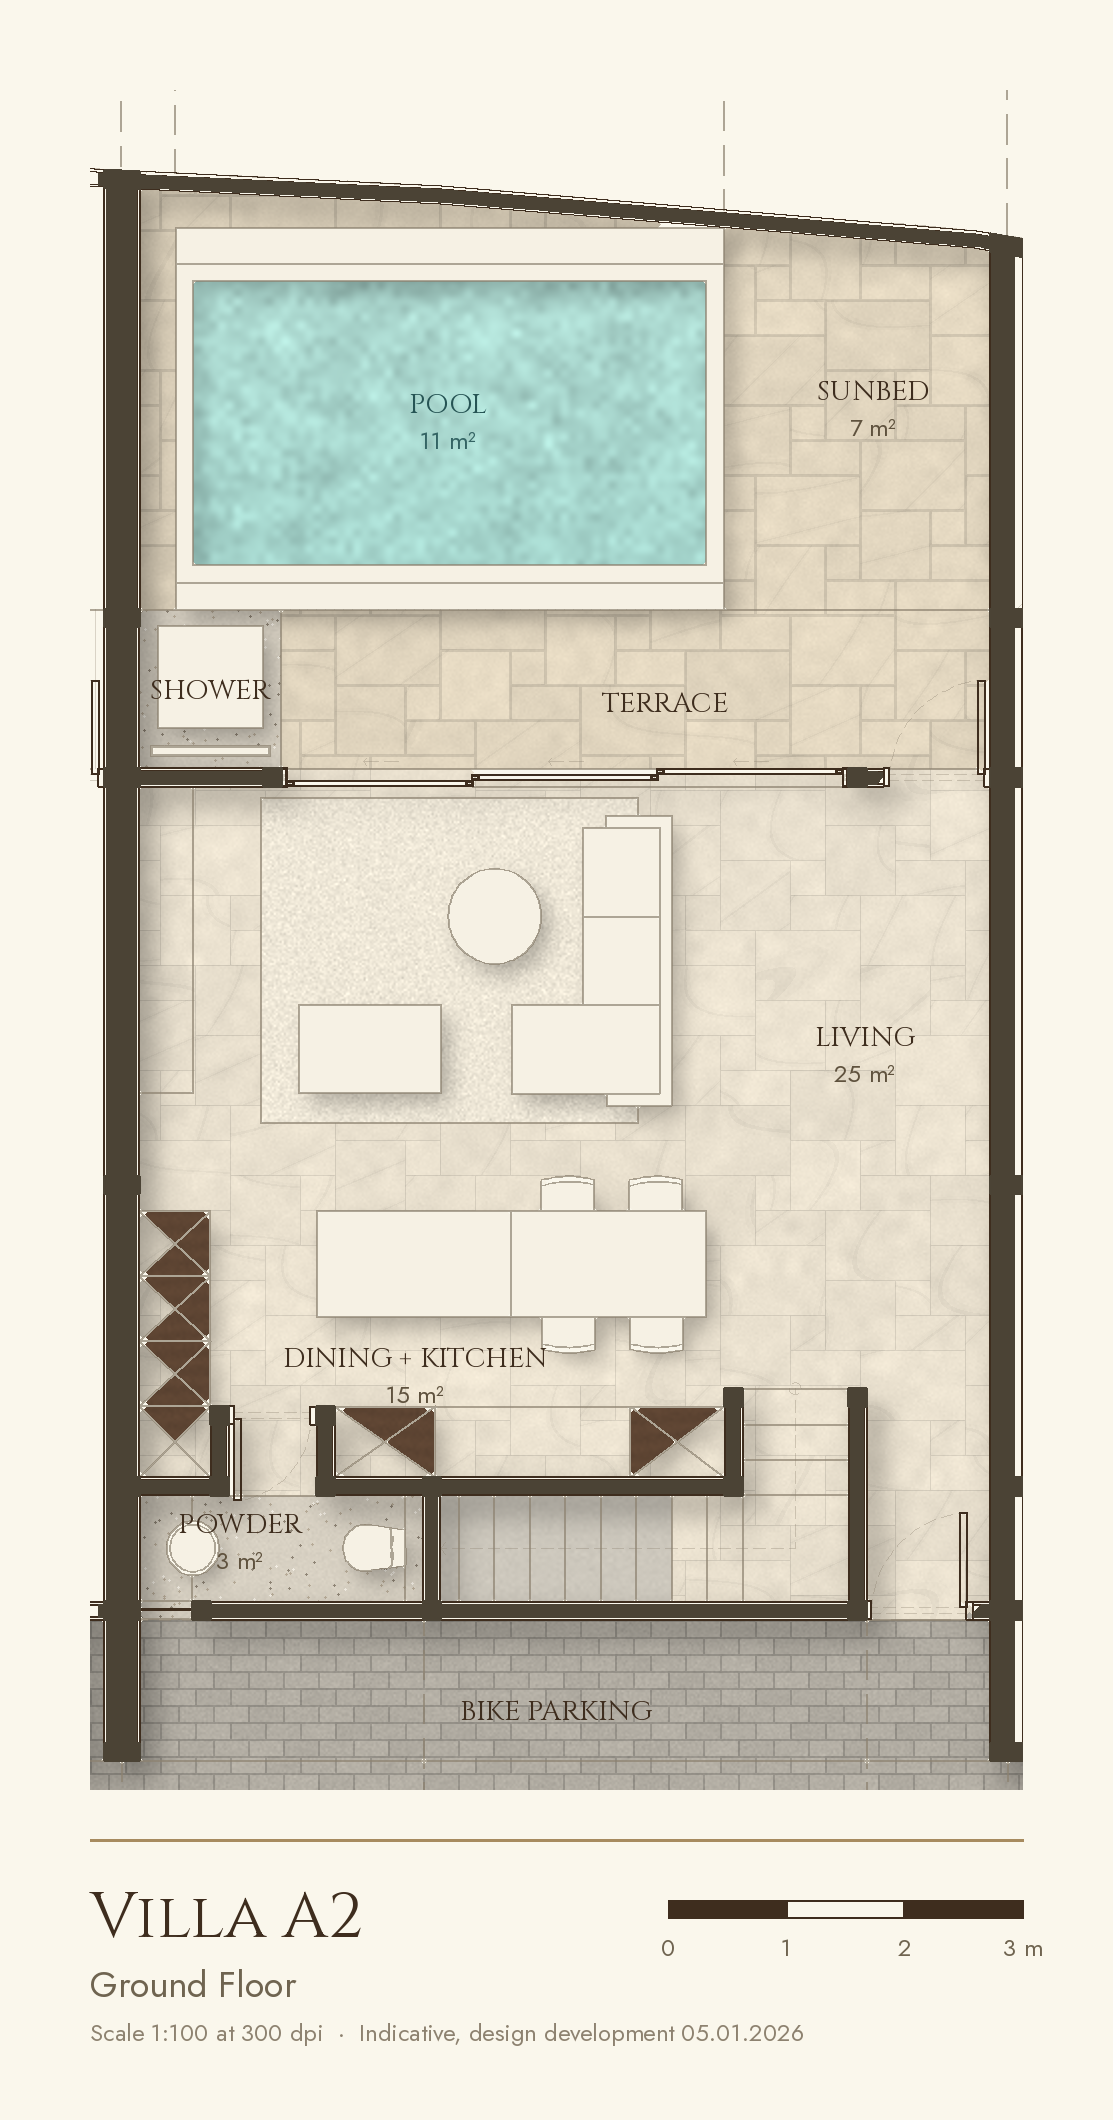 POOL
11 m²
SUNBED
7 m²
SHOWER
TERRACE
LIVING
25 m²
DINING + KITCHEN
15 m²
POWDER
3 m²
BIKE PARKING
VILLA A2
0 1 2 3 m
Ground Floor
Scale 1:100 at 300 dpi · Indicative, design development 05.01.2026